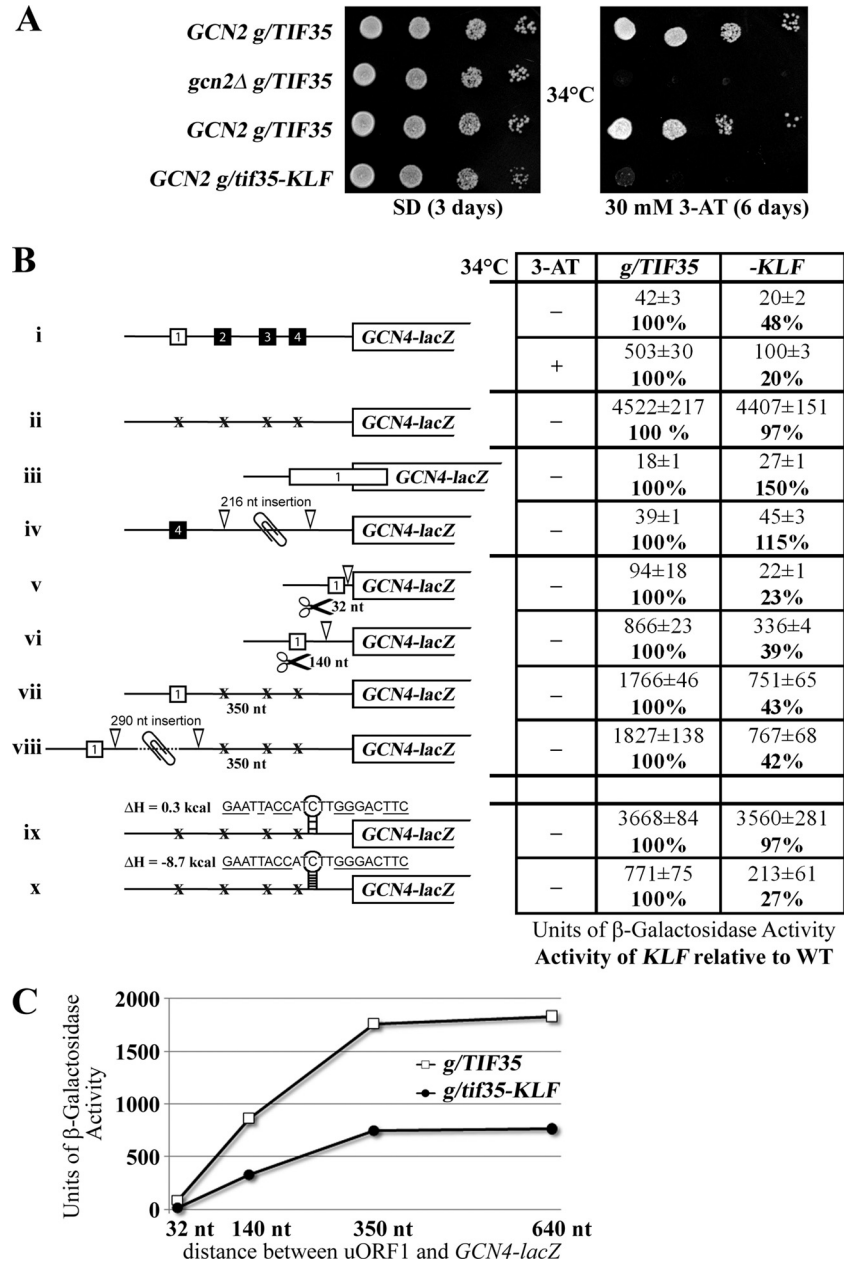 A
GCN2 g/TIF35
gcn2Δ g/TIF35
GCN2 g/TIF35
GCN2 g/tif35-KLF
34°C
SD (3 days)
30 mM 3-AT (6 days)
B
34°C 3-AT g/TIF35 -KLF
i 1 2 3 4 GCN4-lacZ
– 42±3 20±2
100% 48%
+ 503±30 100±3
100% 20%
ii x x x x GCN4-lacZ
– 4522±217 4407±151
100 % 97%
iii 1 GCN4-lacZ
– 18±1 27±1
100% 150%
216 nt insertion
iv 4 GCN4-lacZ
– 39±1 45±3
100% 115%
v 1 GCN4-lacZ
32 nt
– 94±18 22±1
100% 23%
vi 1 GCN4-lacZ
140 nt
– 866±23 336±4
100% 39%
vii 1 x x x GCN4-lacZ
350 nt
– 1766±46 751±65
100% 43%
290 nt insertion
viii 1 x x x GCN4-lacZ
350 nt
– 1827±138 767±68
100% 42%
ΔH = 0.3 kcal GAATTACCATCTTGGGACTTC
ix x x x x GCN4-lacZ
– 3668±84 3560±281
100% 97%
ΔH = -8.7 kcal GAATTACCATCTTGGGACTTC
x x x x x GCN4-lacZ
– 771±75 213±61
100% 27%
Units of β-Galactosidase Activity
Activity of KLF relative to WT
C
Units of β-Galactosidase
Activity
2000
1500
1000
500
0
g/TIF35
g/tif35-KLF
32 nt 140 nt 350 nt 640 nt
distance between uORF1 and GCN4-lacZ